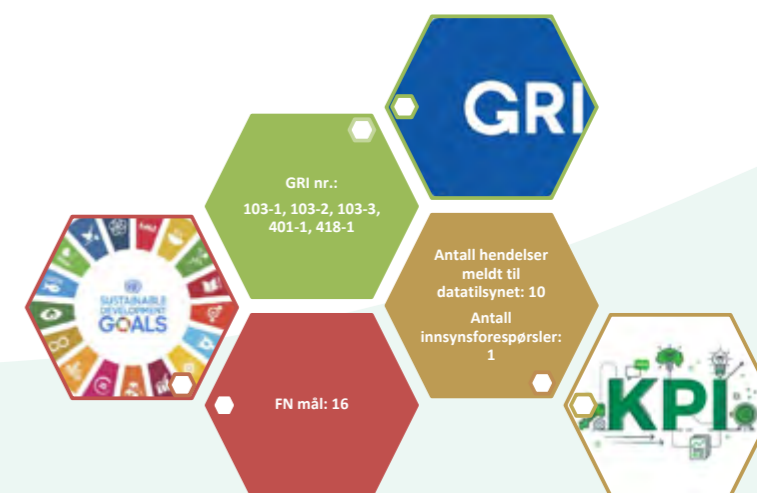 GRI
GRI nr.:
103-1, 103-2, 103-3,
401-1, 418-1
SUSTAINABLE
DEVELOPMENT
GOALS
Antall hendelser
meldt til
datatilsynet: 10
Antall
innsynsforespørsler:
1
FN mål: 16
KPI